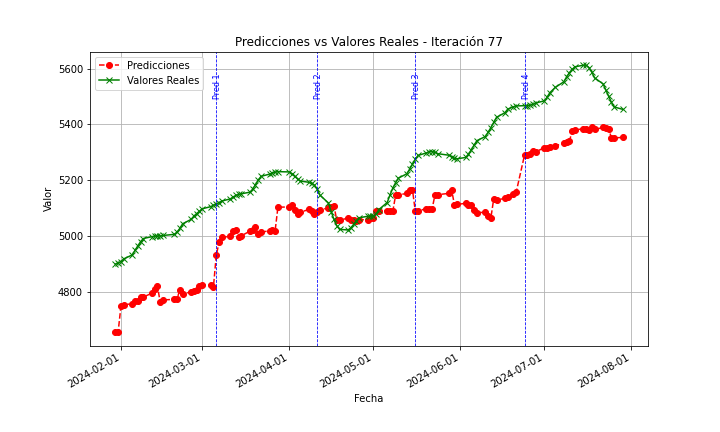 Predicciones vs Valores Reales - Iteración 77
Predicciones
Valores Reales
Pred 1
Pred 2
Pred 3
Pred 4
Valor
5600
5400
5200
5000
4800
2024-02-01
2024-03-01
2024-04-01
2024-05-01
2024-06-01
2024-07-01
2024-08-01
Fecha